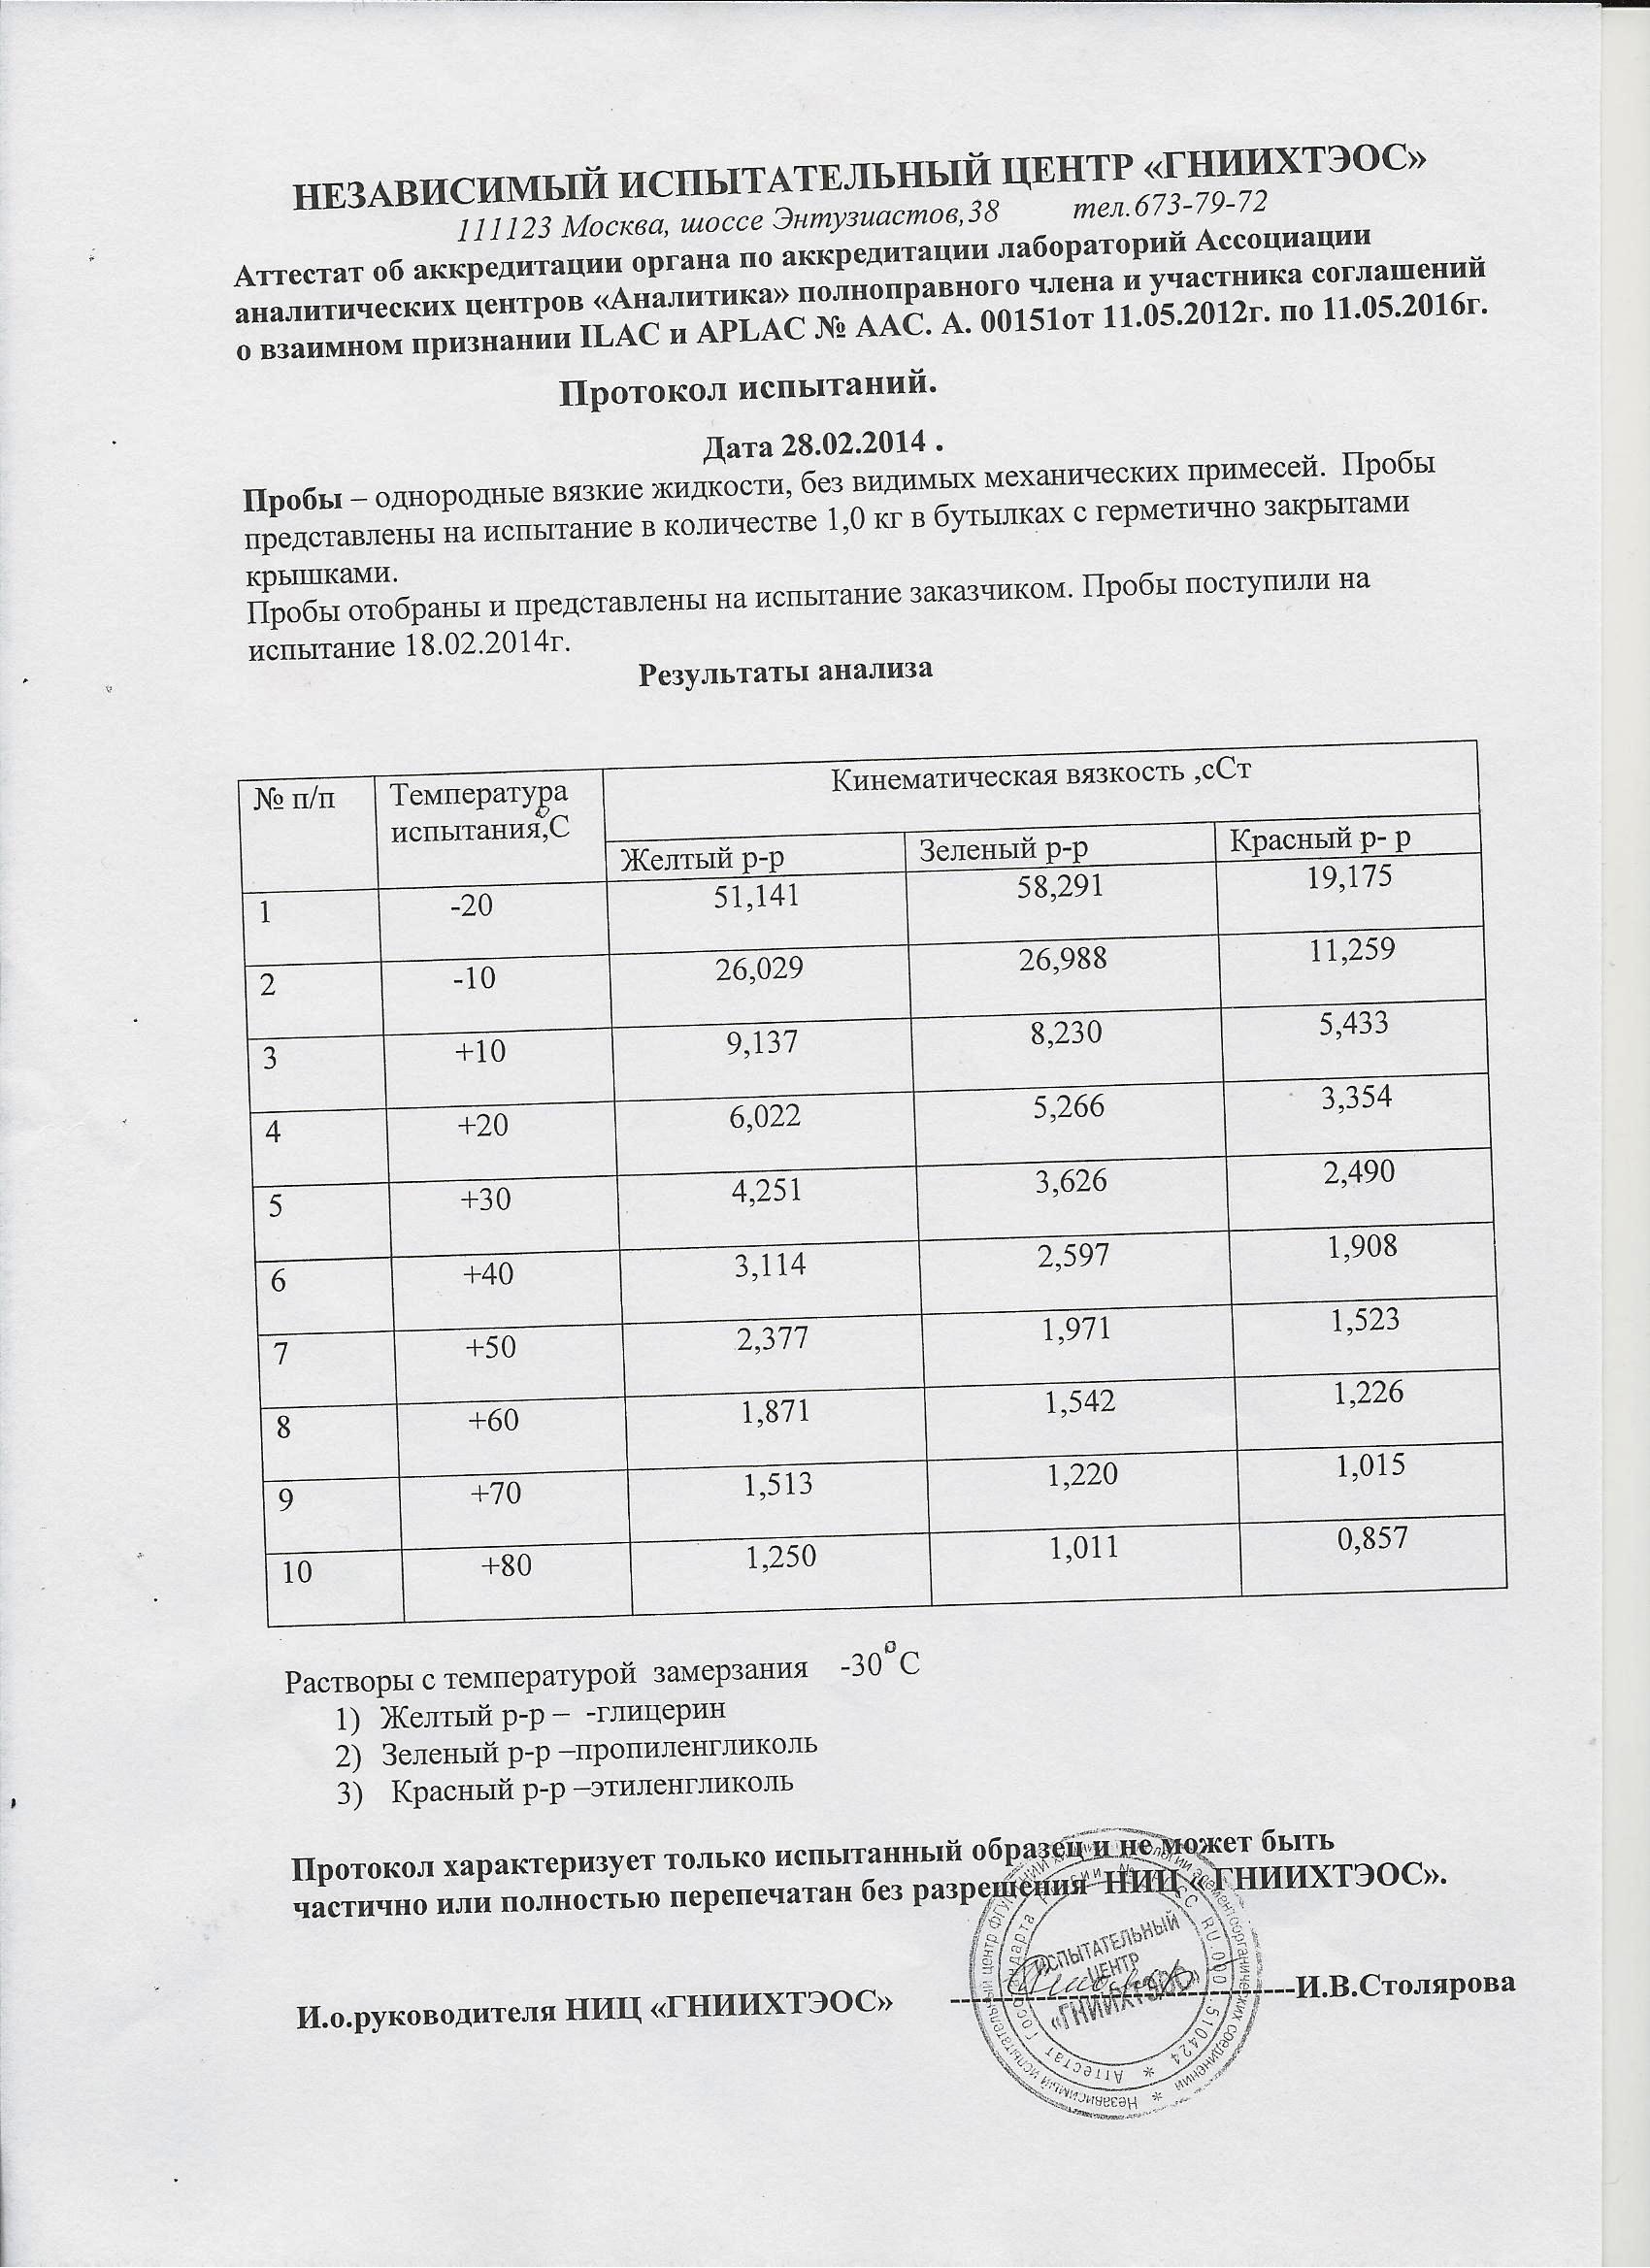 НЕЗАВИСИМЫЙ ИСПЫТАТЕЛЬНЫЙ ЦЕНТР «ГНИИХТЭОС»
111123 Москва, шоссе Энтузиастов,38 тел.673-79-72
Аттестат об аккредитации органа по аккредитации лабораторий Ассоциации
аналитических центров «Аналитика» полноправного члена и участника соглашений
о взаимном признании ILAC и APLAC № ААС. А. 00151от 11.05.2012г. по 11.05.2016г.
Протокол испытаний.
Дата 28.02.2014 .
Пробы – однородные вязкие жидкости, без видимых механических примесей. Пробы
представлены на испытание в количестве 1,0 кг в бутылках с герметично закрытами
крышками.
Пробы отобраны и представлены на испытание заказчиком. Пробы поступили на
испытание 18.02.2014г.
Результаты анализа
№ п/п Температура Кинематическая вязкость ,сСт
испытания,°С
Желтый р-р Зеленый р-р Красный р- р
1 -20 51,141 58,291 19,175
2 -10 26,029 26,988 11,259
3 +10 9,137 8,230 5,433
4 +20 6,022 5,266 3,354
5 +30 4,251 3,626 2,490
6 +40 3,114 2,597 1,908
7 +50 2,377 1,971 1,523
8 +60 1,871 1,542 1,226
9 +70 1,513 1,220 1,015
10 +80 1,250 1,011 0,857
Растворы с температурой замерзания -30°С
1) Желтый р-р – -глицерин
2) Зеленый р-р –пропиленгликоль
3) Красный р-р –этиленгликоль
Протокол характеризует только испытанный образец и не может быть
частично или полностью перепечатан без разрешения НИЦ « ГНИИХТЭОС».
И.о.руководителя НИЦ «ГНИИХТЭОС» ------------------------------И.В.Столярова
ИСПЫТАТЕЛЬНЫЙ
ЦЕНТР
«ГНИИХТЭОС»